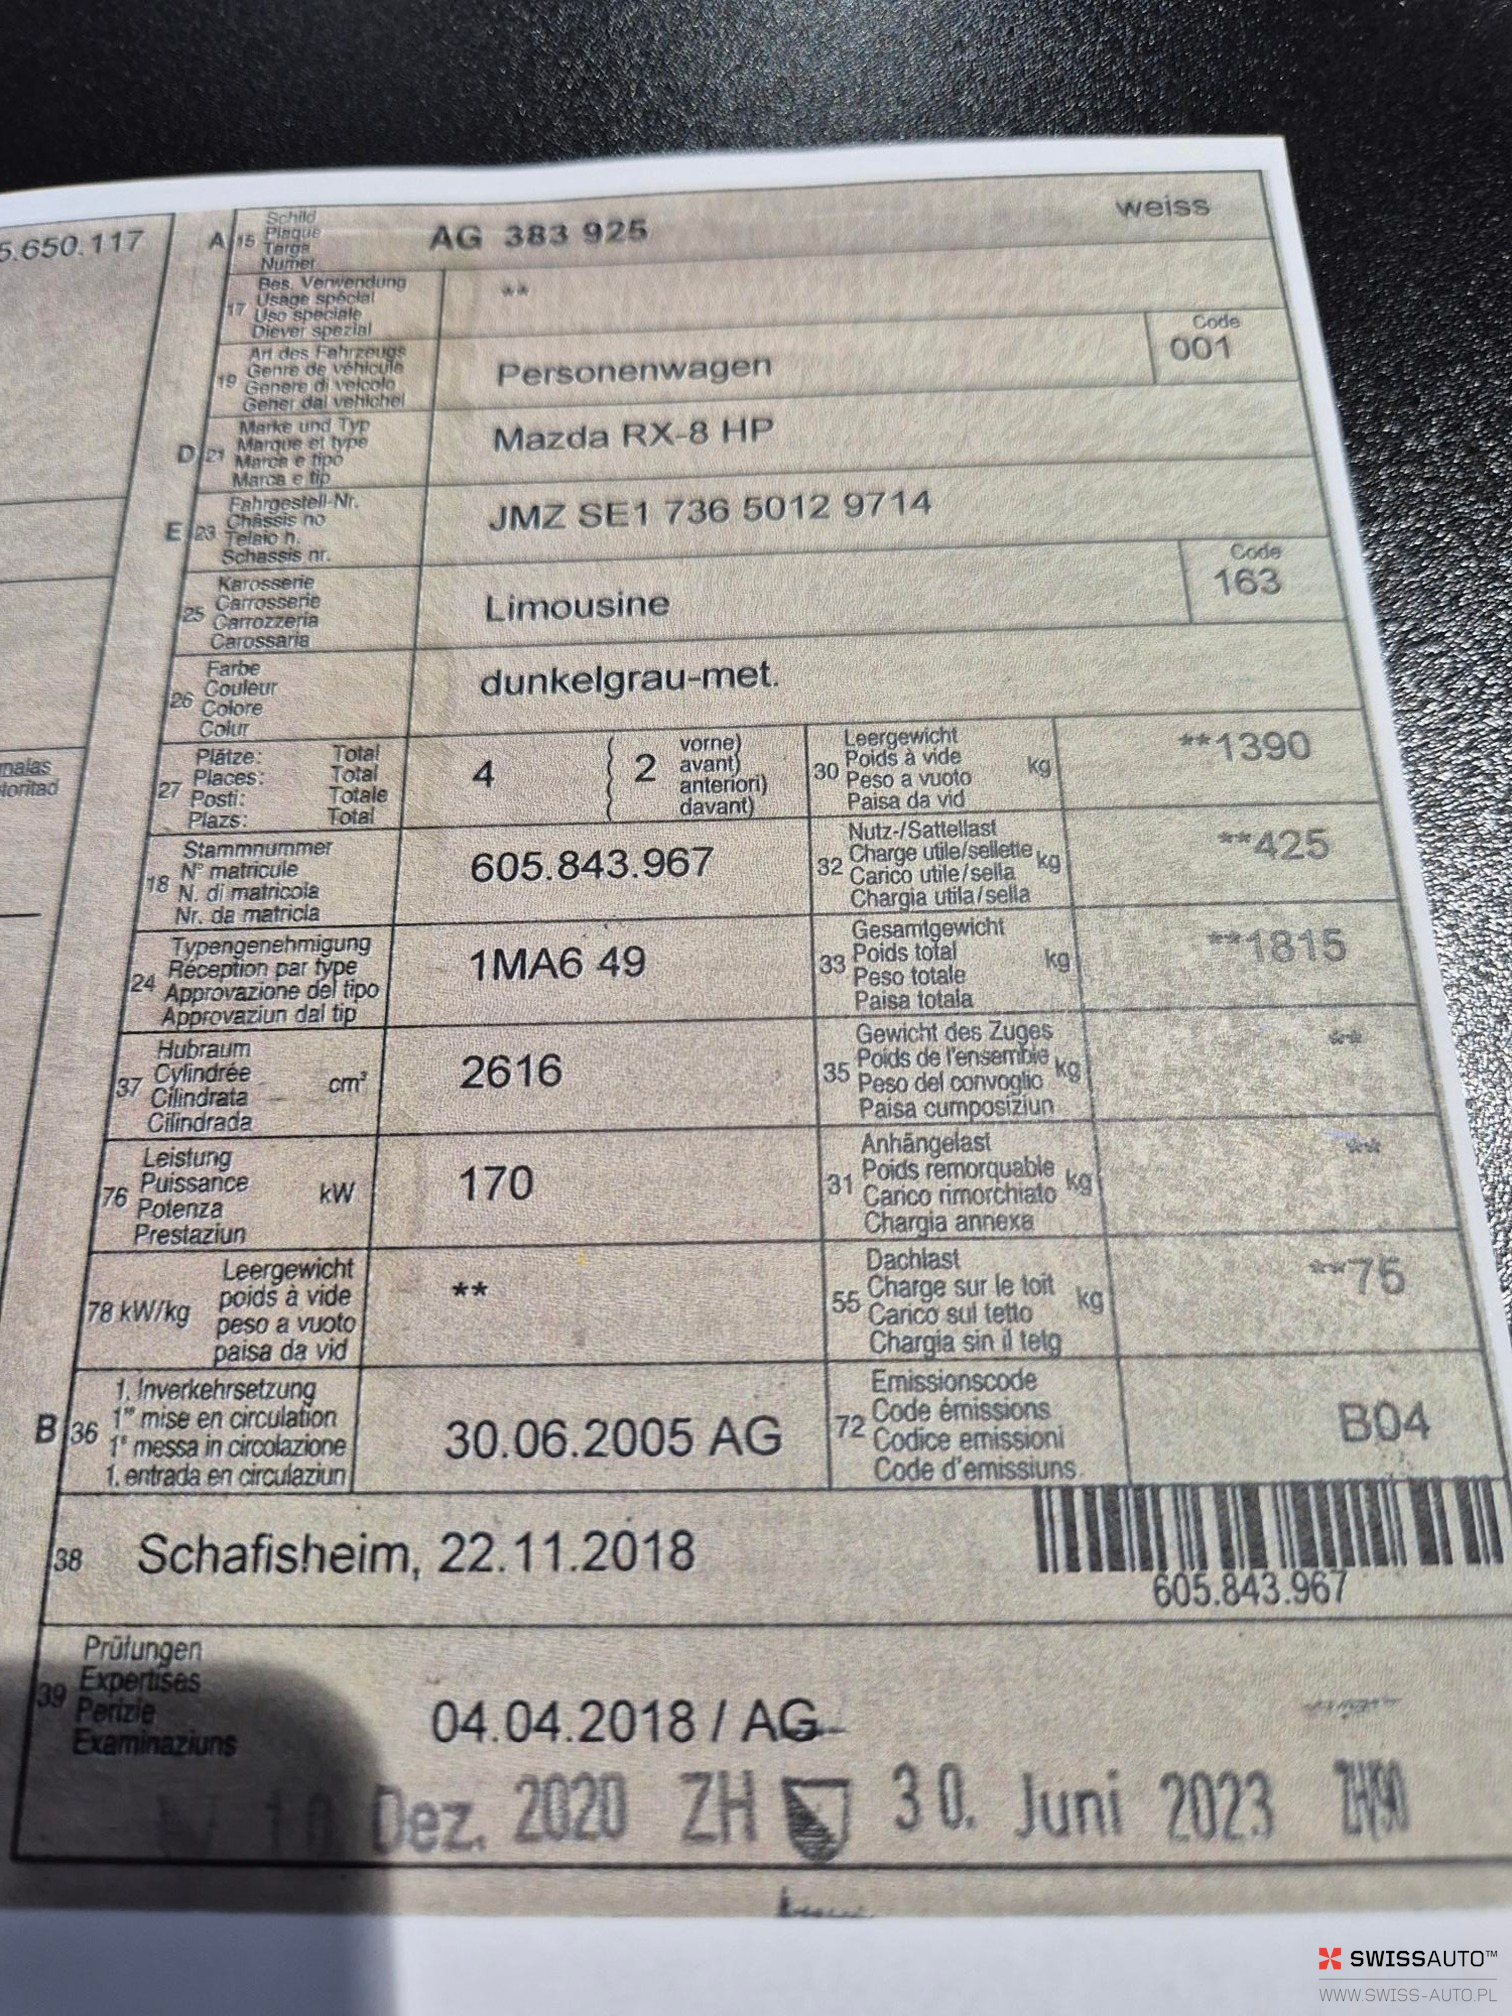 5.650.117
A 15 Schild
Plaque
Targa
Numer
AG 383 925
weiss
17 Bes. Verwendung
Usage spécial
Uso speciale
Diever spezial
**
19 Art des Fahrzeugs
Genre de véhicule
Genere di veicolo
Gener dal vehichel
Personenwagen
Code
001
D 21 Marke und Typ
Marque et type
Marca e tipo
Marca e tip
Mazda RX-8 HP
E 23 Fahrgestell-Nr.
Châssis no
Telaio n.
Schassis nr.
JMZ SE1 736 5012 9714
25 Karosserie
Carrosserie
Carrozzeria
Carossaria
Limousine
Code
163
26 Farbe
Couleur
Colore
Colur
dunkelgrau-met.
nalas
loritad
27 Plätze: Total
Places: Total
Posti: Totale
Plazs: Total
4
( 2 vorne)
avant)
anteriori)
( davant)
30 Leergewicht
Poids à vide
Peso a vuoto
Paisa da vid
kg
**1390
18 Stammnummer
N° matricule
N. di matricola
Nr. da matricla
605.843.967
32 Nutz-/Sattellast
Charge utile/sellette
Carico utile/sella
Chargia utila/sella
kg
**425
24 Typengenehmigung
Réception par type
Approvazione del tipo
Approvaziun dal tip
1MA6 49
33 Gesamtgewicht
Poids total
Peso totale
Paisa totala
kg
**1815
37 Hubraum
Cylindrée
Cilindrata
Cilindrada
cm³
2616
35 Gewicht des Zuges
Poids de l'ensemble
Peso del convoglio
Paisa cumposiziun
kg
**
76 Leistung
Puissance
Potenza
Prestaziun
kW
170
31 Anhängelast
Poids remorquable
Carico rimorchiato
Chargia annexa
kg
**
78 kW/kg Leergewicht
poids à vide
peso a vuoto
paisa da vid
**
55 Dachlast
Charge sur le toit
Carico sul tetto
Chargia sin il tetg
kg
**75
B 36 1. Inverkehrsetzung
1re mise en circulation
1a messa in circolazione
1. entrada en circulaziun
30.06.2005 AG
72 Emissionscode
Code émissions
Codice emissioni
Code d'emissiuns
B04
38 Schafisheim, 22.11.2018
605.843.967
39 Prüfungen
Expertises
Perizie
Examinaziuns
04.04.2018 / AG
Dez. 2020 ZH 30. Juni 2023
SWISSAUTO™
WWW.SWISS-AUTO.PL